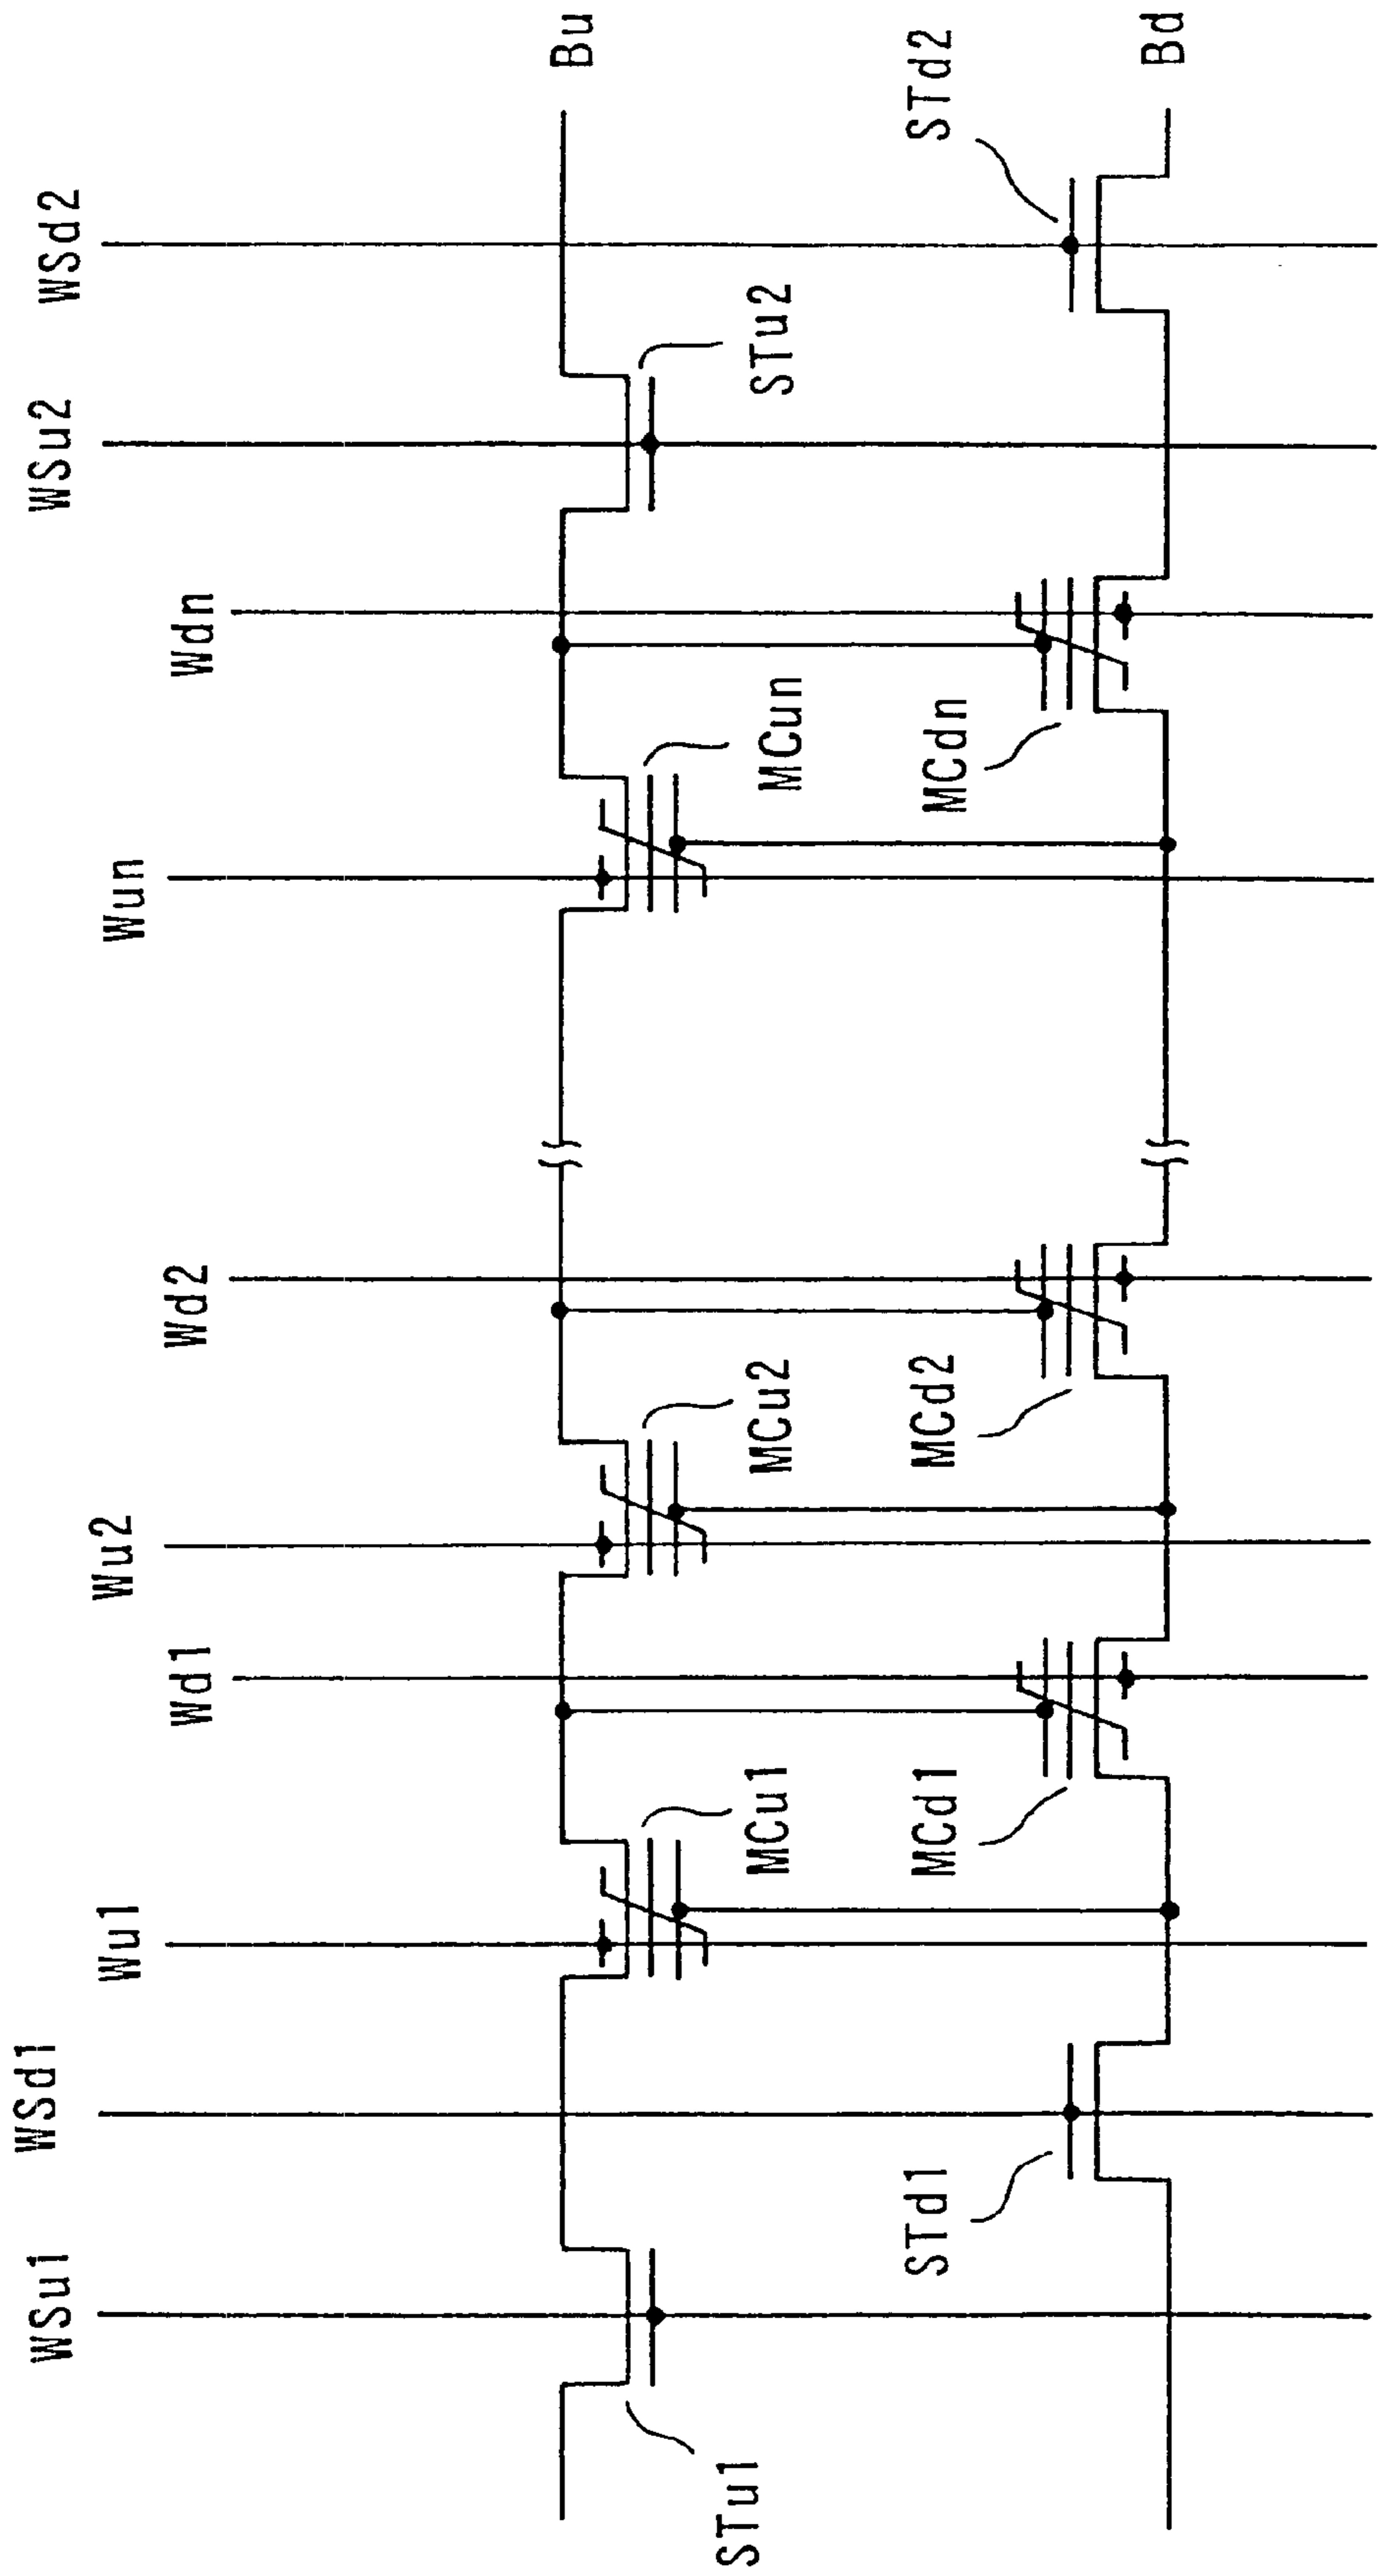 WSu1
WSd1
Wu1
Wd1
Wu2
Wd2
Wun
Wdn
WSu2
WSd2
Bu
STu1
MCu1
MCu2
MCun
STu2
STd1
MCd1
MCd2
MCdn
STd2
Bd